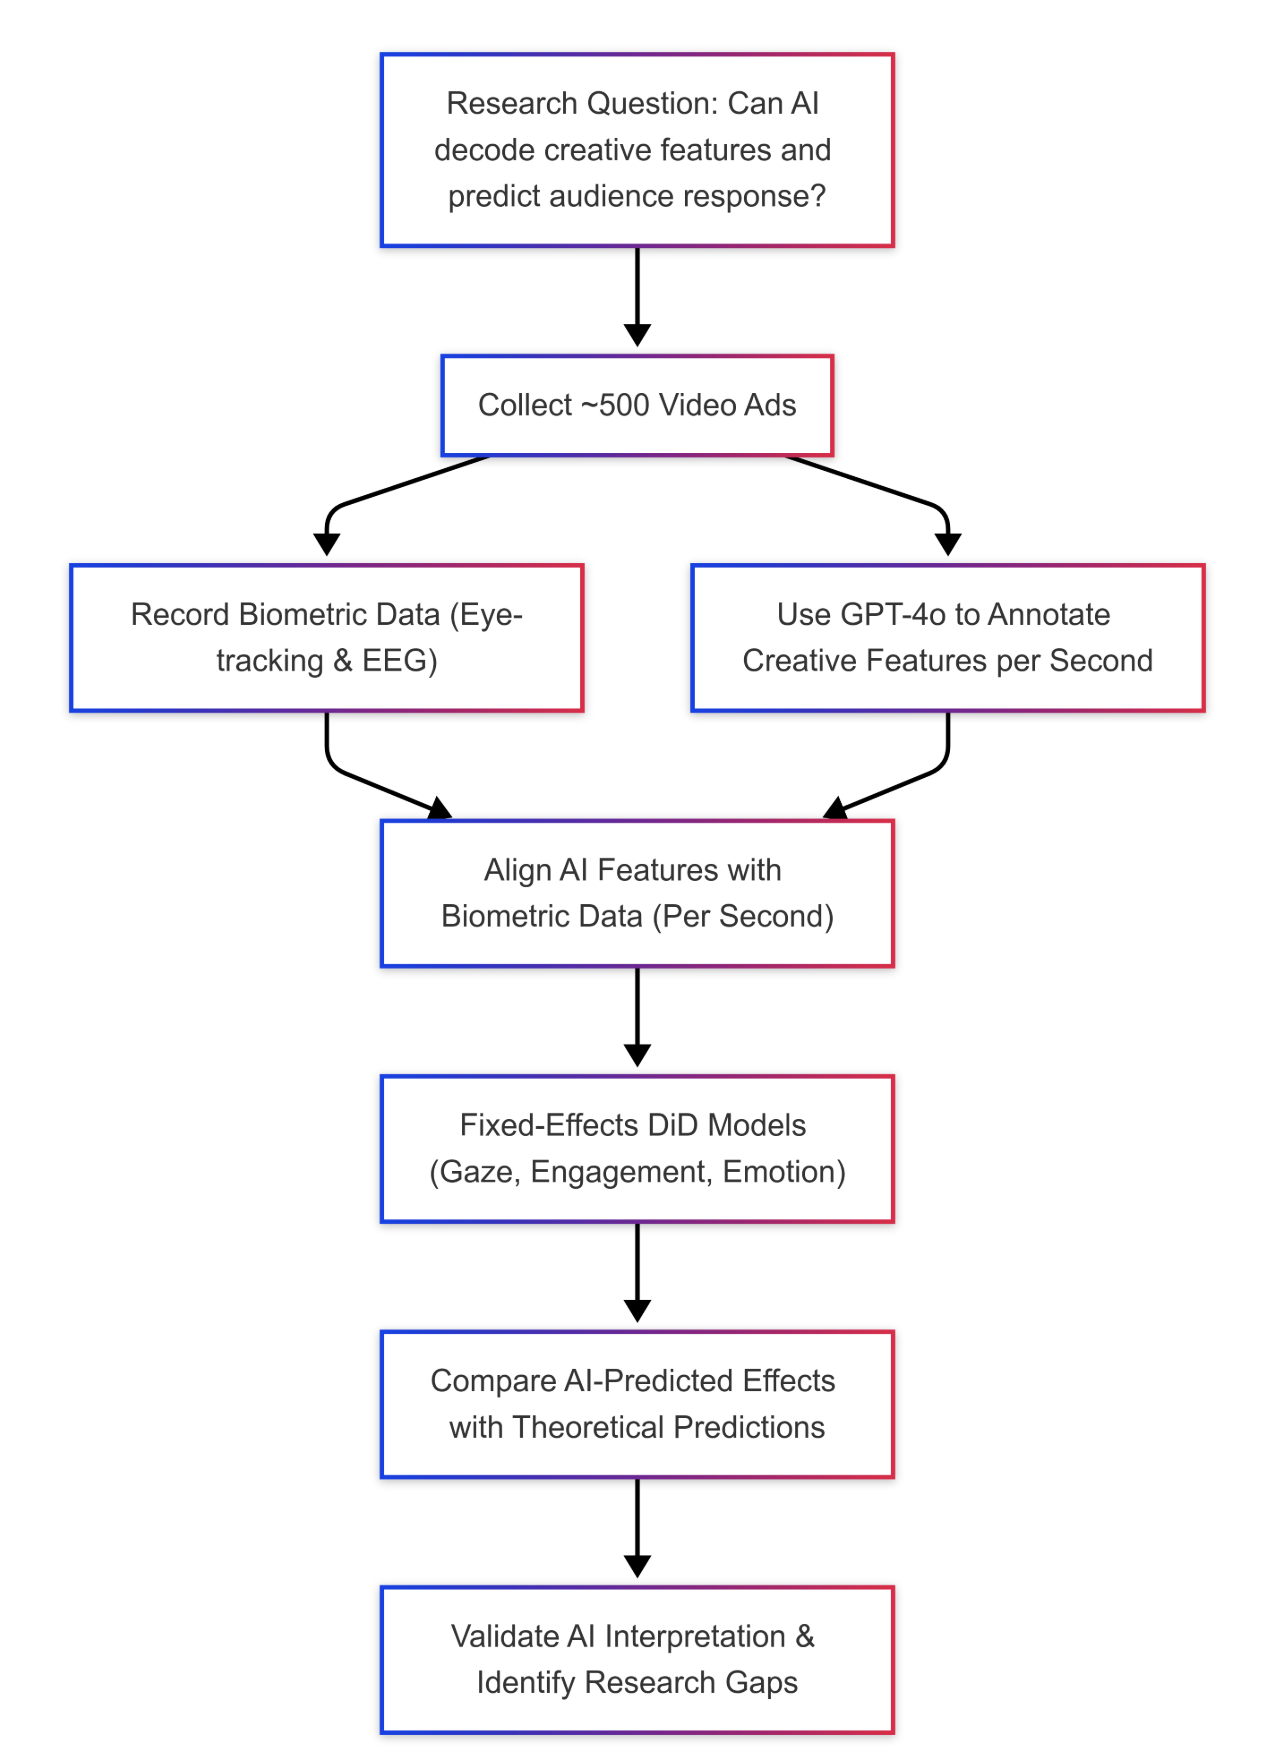 Research Question: Can AI
decode creative features and
predict audience response?
Collect ~500 Video Ads
Record Biometric Data (Eye-
tracking & EEG)
Use GPT-4o to Annotate
Creative Features per Second
Align AI Features with
Biometric Data (Per Second)
Fixed-Effects DiD Models
(Gaze, Engagement, Emotion)
Compare AI-Predicted Effects
with Theoretical Predictions
Validate AI Interpretation &
Identify Research Gaps